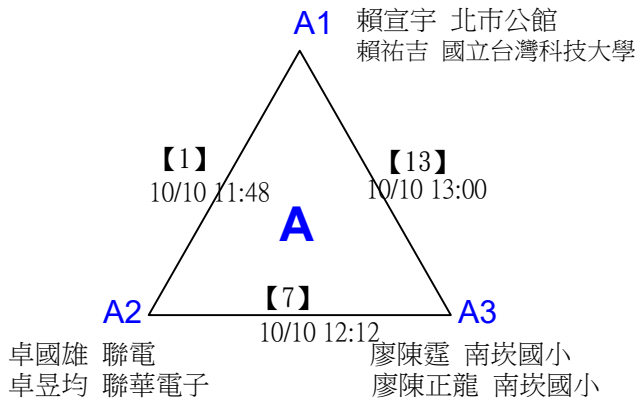 A1
賴宣宇 北市公館
賴祐吉 國立台灣科技大學
【1】
10/10 11:48
【13】
10/10 13:00
A
【7】
10/10 12:12
A2
A3
卓國雄 聯電
卓昱均 聯華電子
廖陳霆 南崁國小
廖陳正龍 南崁國小